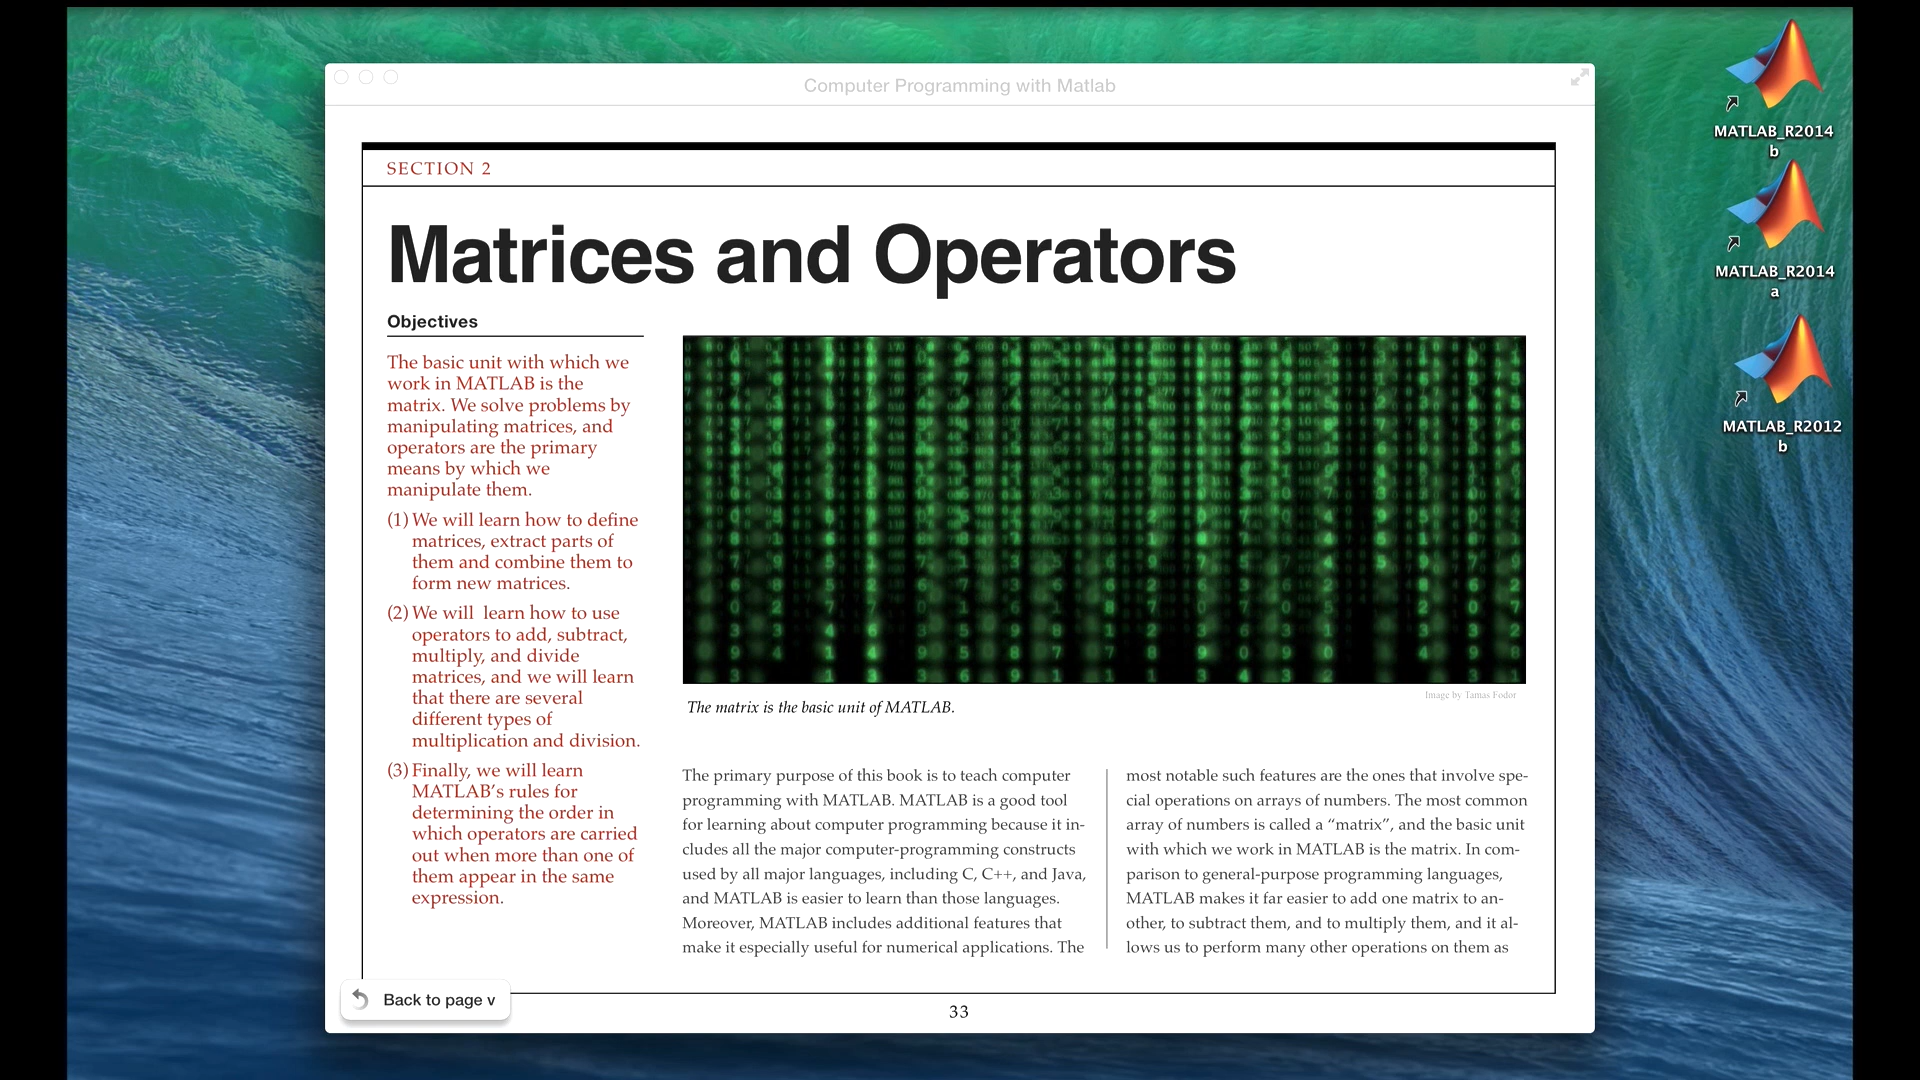 Computer Programming with Matlab
SECTION 2
Matrices and Operators
Objectives
The basic unit with which we
work in MATLAB is the
matrix. We solve problems by
manipulating matrices, and
operators are the primary
means by which we
manipulate them.
(1) We will learn how to define
matrices, extract parts of
them and combine them to
form new matrices.
(2) We will learn how to use
operators to add, subtract,
multiply, and divide
matrices, and we will learn
that there are several
different types of
multiplication and division.
(3) Finally, we will learn
MATLAB's rules for
determining the order in
which operators are carried
out when more than one of
them appear in the same
expression.
Image by Tamas Fodor
The matrix is the basic unit of MATLAB.
The primary purpose of this book is to teach computer
programming with MATLAB. MATLAB is a good tool
for learning about computer programming because it in-
cludes all the major computer-programming constructs
used by all major languages, including C, C++, and Java,
and MATLAB is easier to learn than those languages.
Moreover, MATLAB includes additional features that
make it especially useful for numerical applications. The
most notable such features are the ones that involve spe-
cial operations on arrays of numbers. The most common
array of numbers is called a “matrix”, and the basic unit
with which we work in MATLAB is the matrix. In com-
parison to general-purpose programming languages,
MATLAB makes it far easier to add one matrix to an-
other, to subtract them, and to multiply them, and it al-
lows us to perform many other operations on them as
Back to page v
33
MATLAB_R2014
b
MATLAB_R2014
a
MATLAB_R2012
b